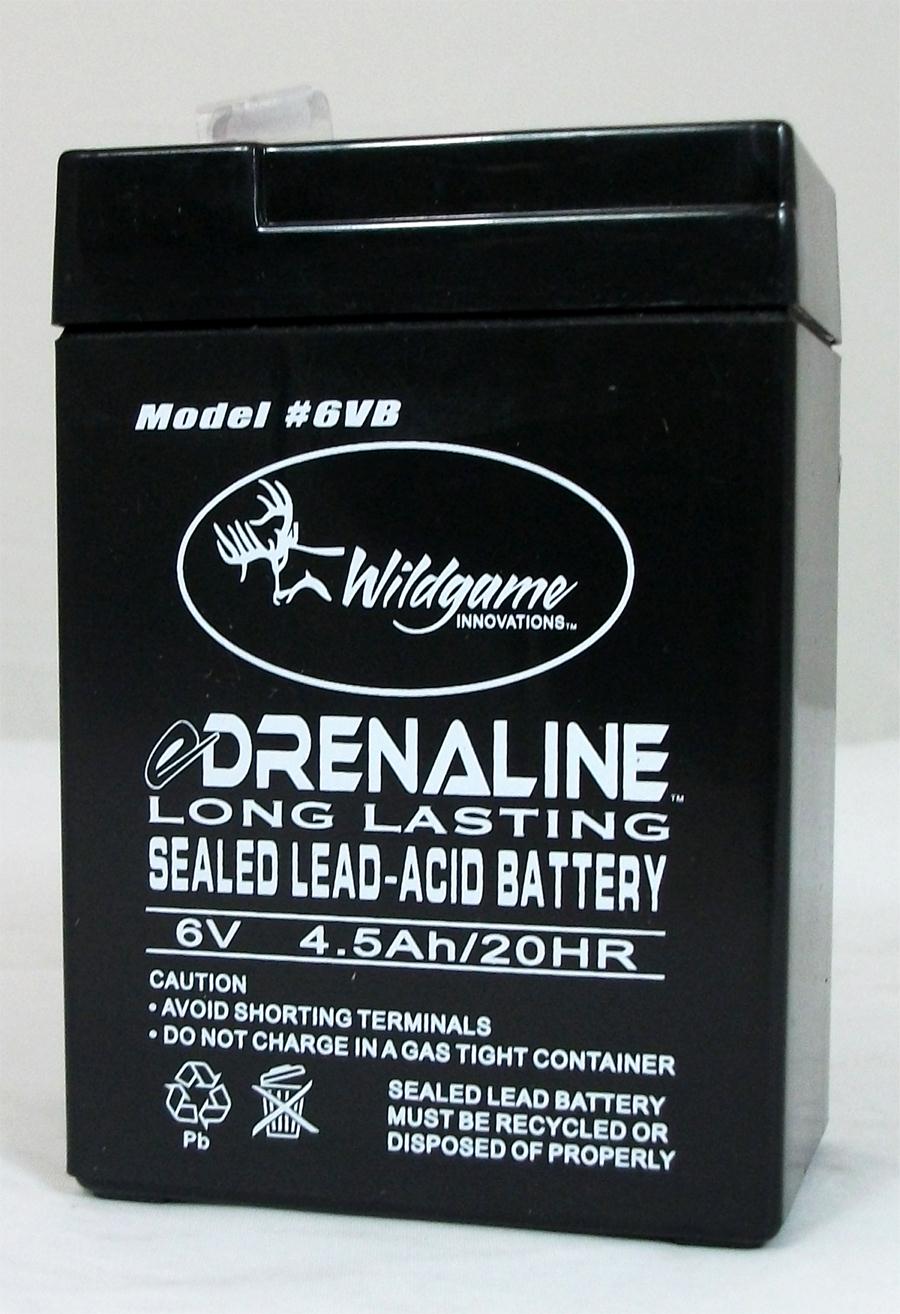 Model #6VB
Wildgame
INNOVATIONS™
eDRENALINE™
LONG LASTING
SEALED LEAD-ACID BATTERY
6V 4.5Ah/20HR
CAUTION
• AVOID SHORTING TERMINALS
• DO NOT CHARGE IN A GAS TIGHT CONTAINER
SEALED LEAD BATTERY
MUST BE RECYCLED OR
DISPOSED OF PROPERLY
Pb